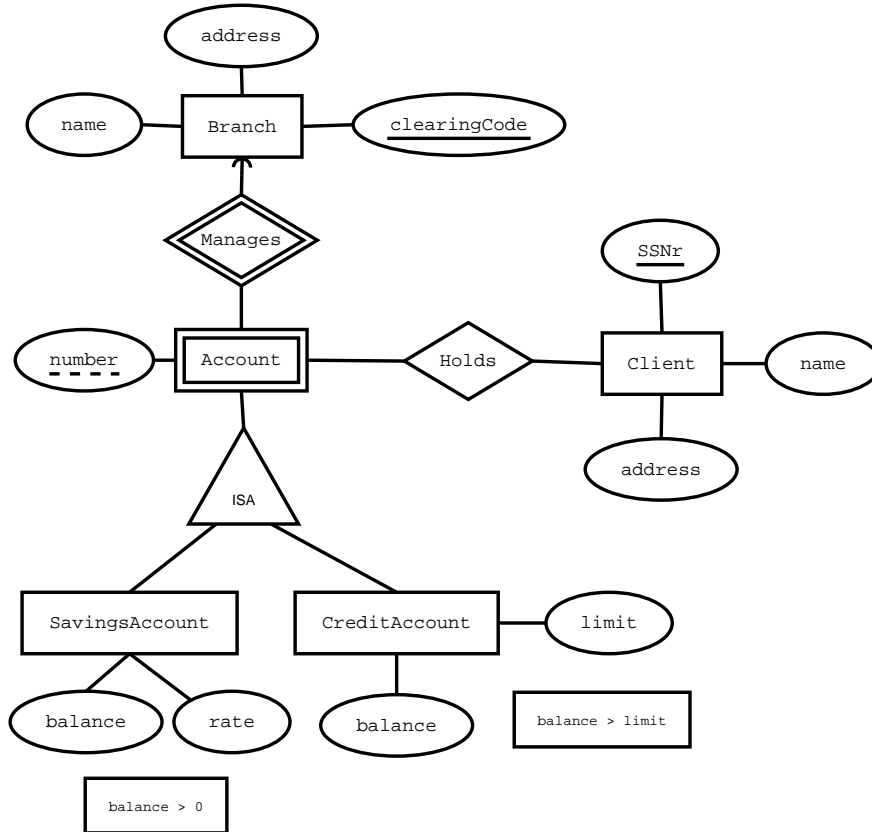 address
name
Branch
clearingCode
Manages
SSNr
number
Account
Holds
Client
name
address
ISA
SavingsAccount
CreditAccount
limit
balance
rate
balance
balance > limit
balance > 0